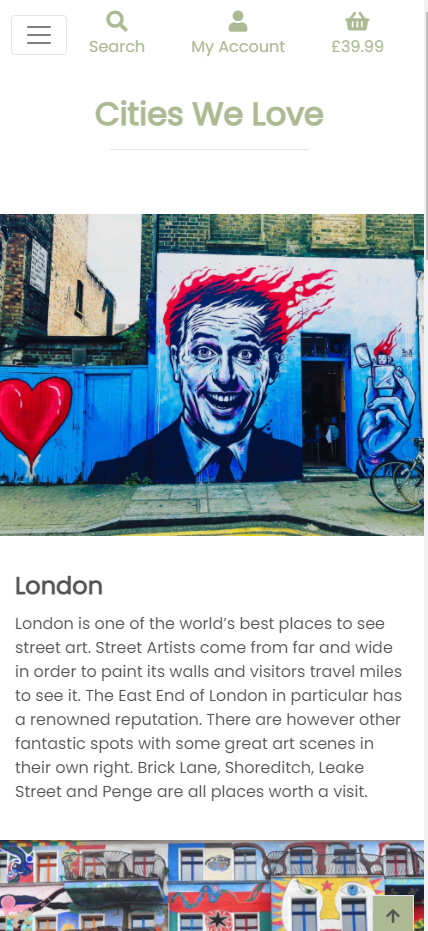 Search
My Account
£39.99
Cities We Love
London
London is one of the world’s best places to see
street art. Street Artists come from far and wide
in order to paint its walls and visitors travel miles
to see it. The East End of London in particular has
a renowned reputation. There are however other
fantastic spots with some great art scenes in
their own right. Brick Lane, Shoreditch, Leake
Street and Penge are all places worth a visit.